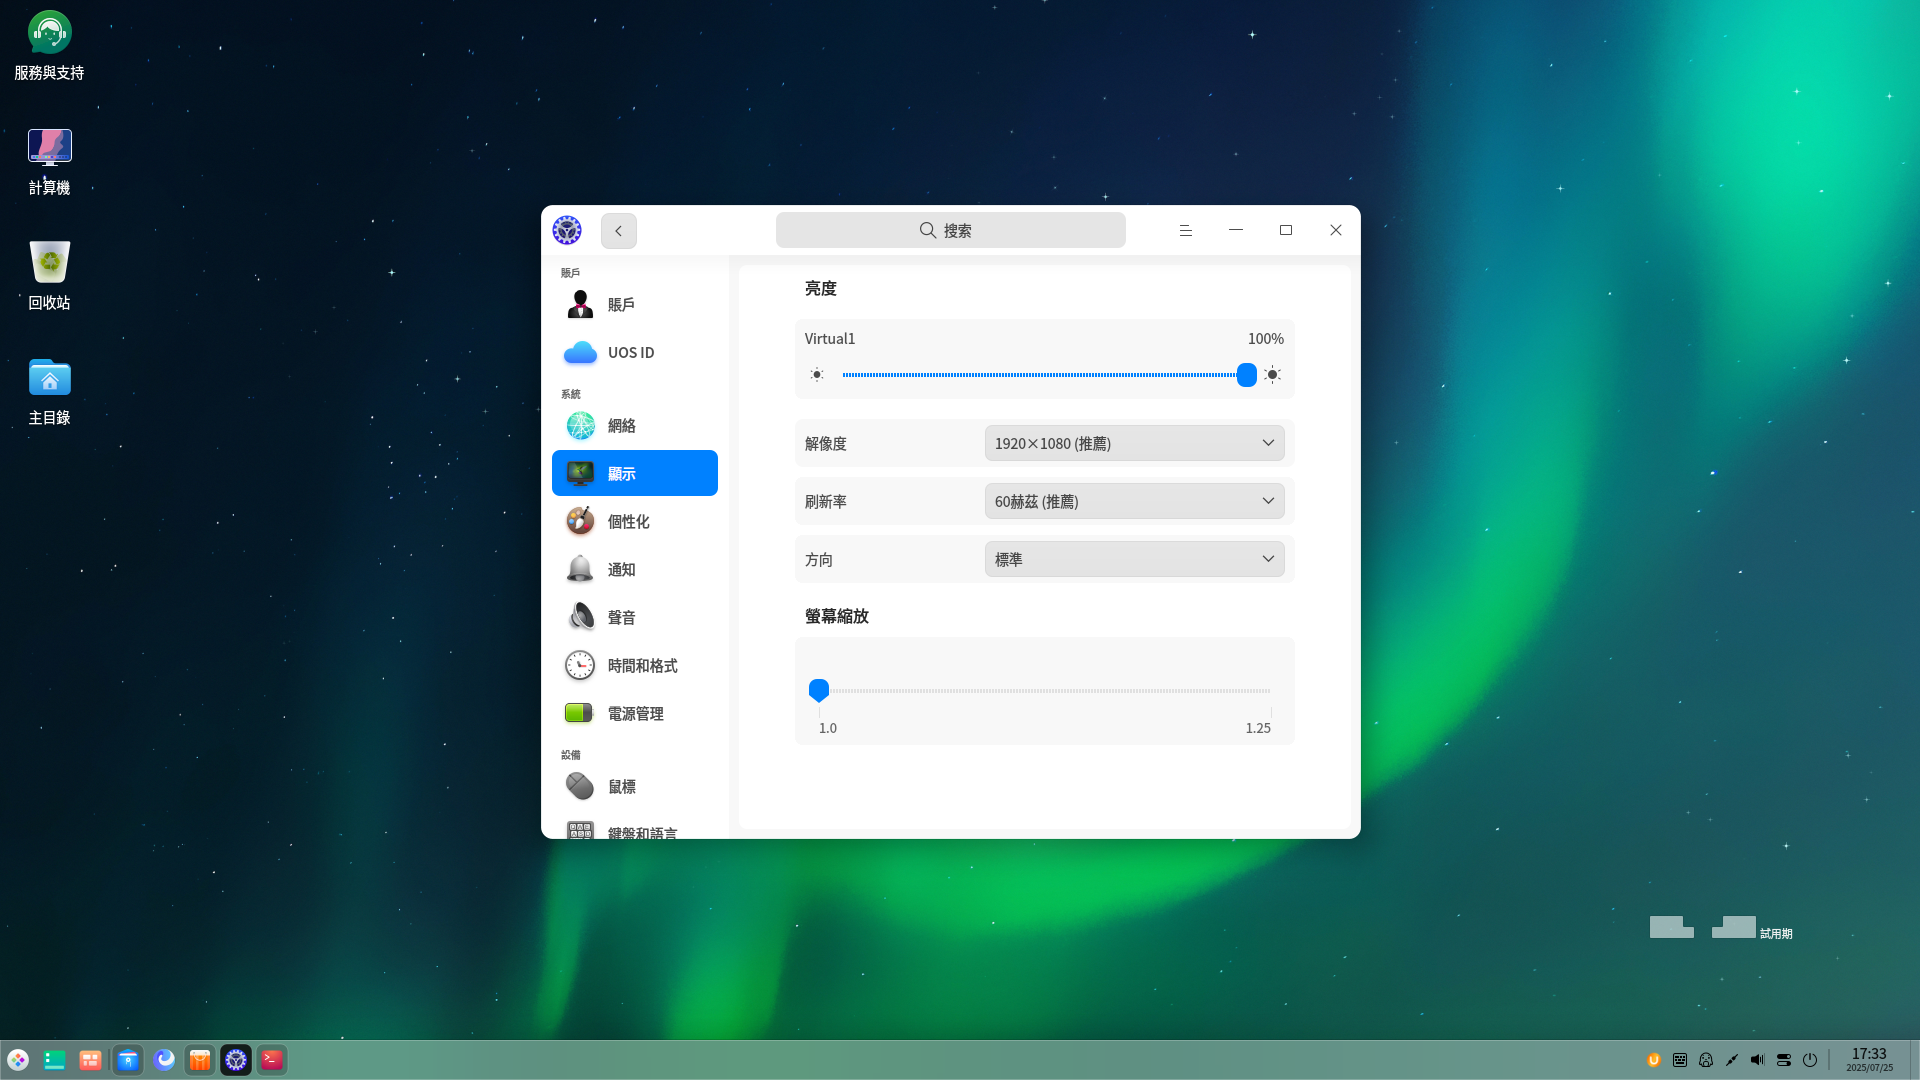 服務與支持
計算機
回收站
主目錄
搜索
賬戶
賬戶
UOS ID
系統
網絡
顯示
個性化
通知
聲音
時間和格式
電源管理
設備
鼠標
鍵盤和語言
亮度
Virtual1
100%
解像度
1920×1080 (推薦)
刷新率
60赫茲 (推薦)
方向
標準
螢幕縮放
1.0
1.25
試用期
17:33
2025/07/25